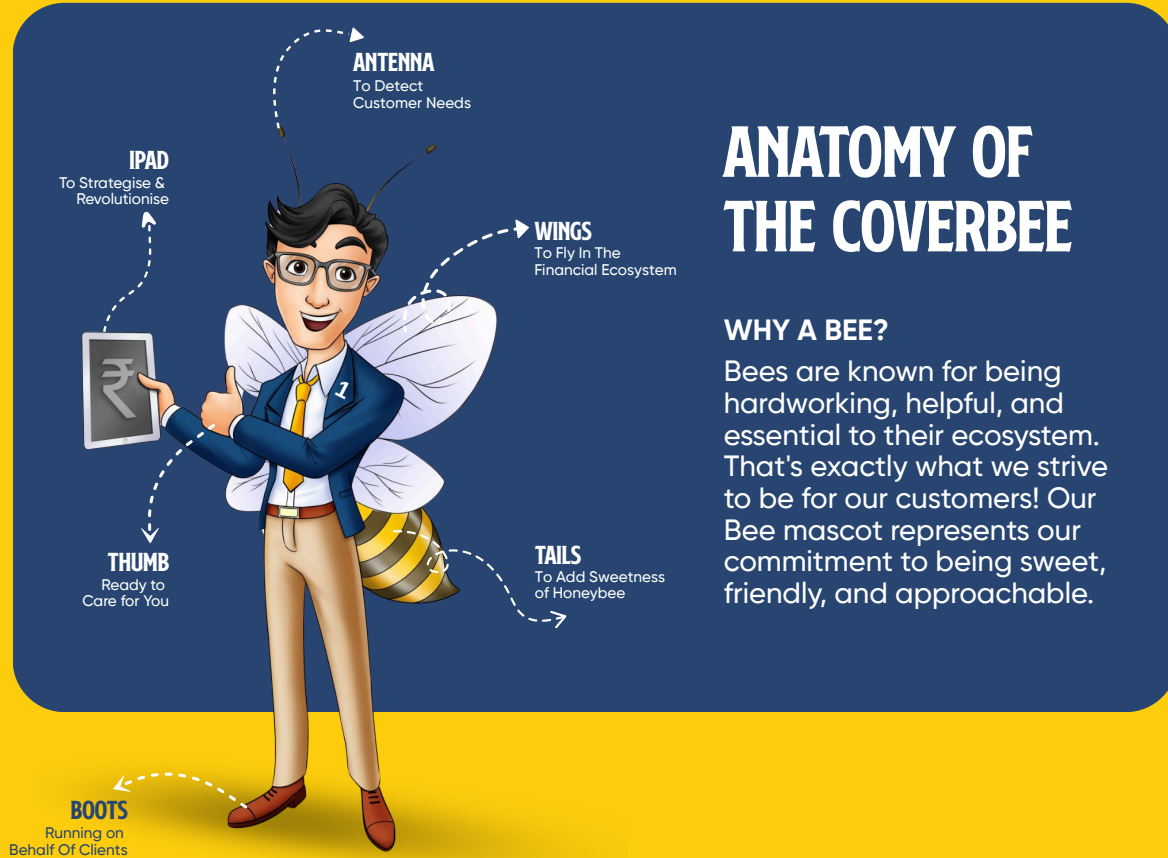 ANTENNA
To Detect
Customer Needs
IPAD
To Strategise &
Revolutionise
₹
WINGS
To Fly In The
Financial Ecosystem
1
THUMB
Ready to
Care for You
TAILS
To Add Sweetness
of Honeybee
BOOTS
Running on
Behalf Of Clients
ANATOMY OF
THE COVERBEE
WHY A BEE?
Bees are known for being
hardworking, helpful, and
essential to their ecosystem.
That's exactly what we strive
to be for our customers! Our
Bee mascot represents our
commitment to being sweet,
friendly, and approachable.